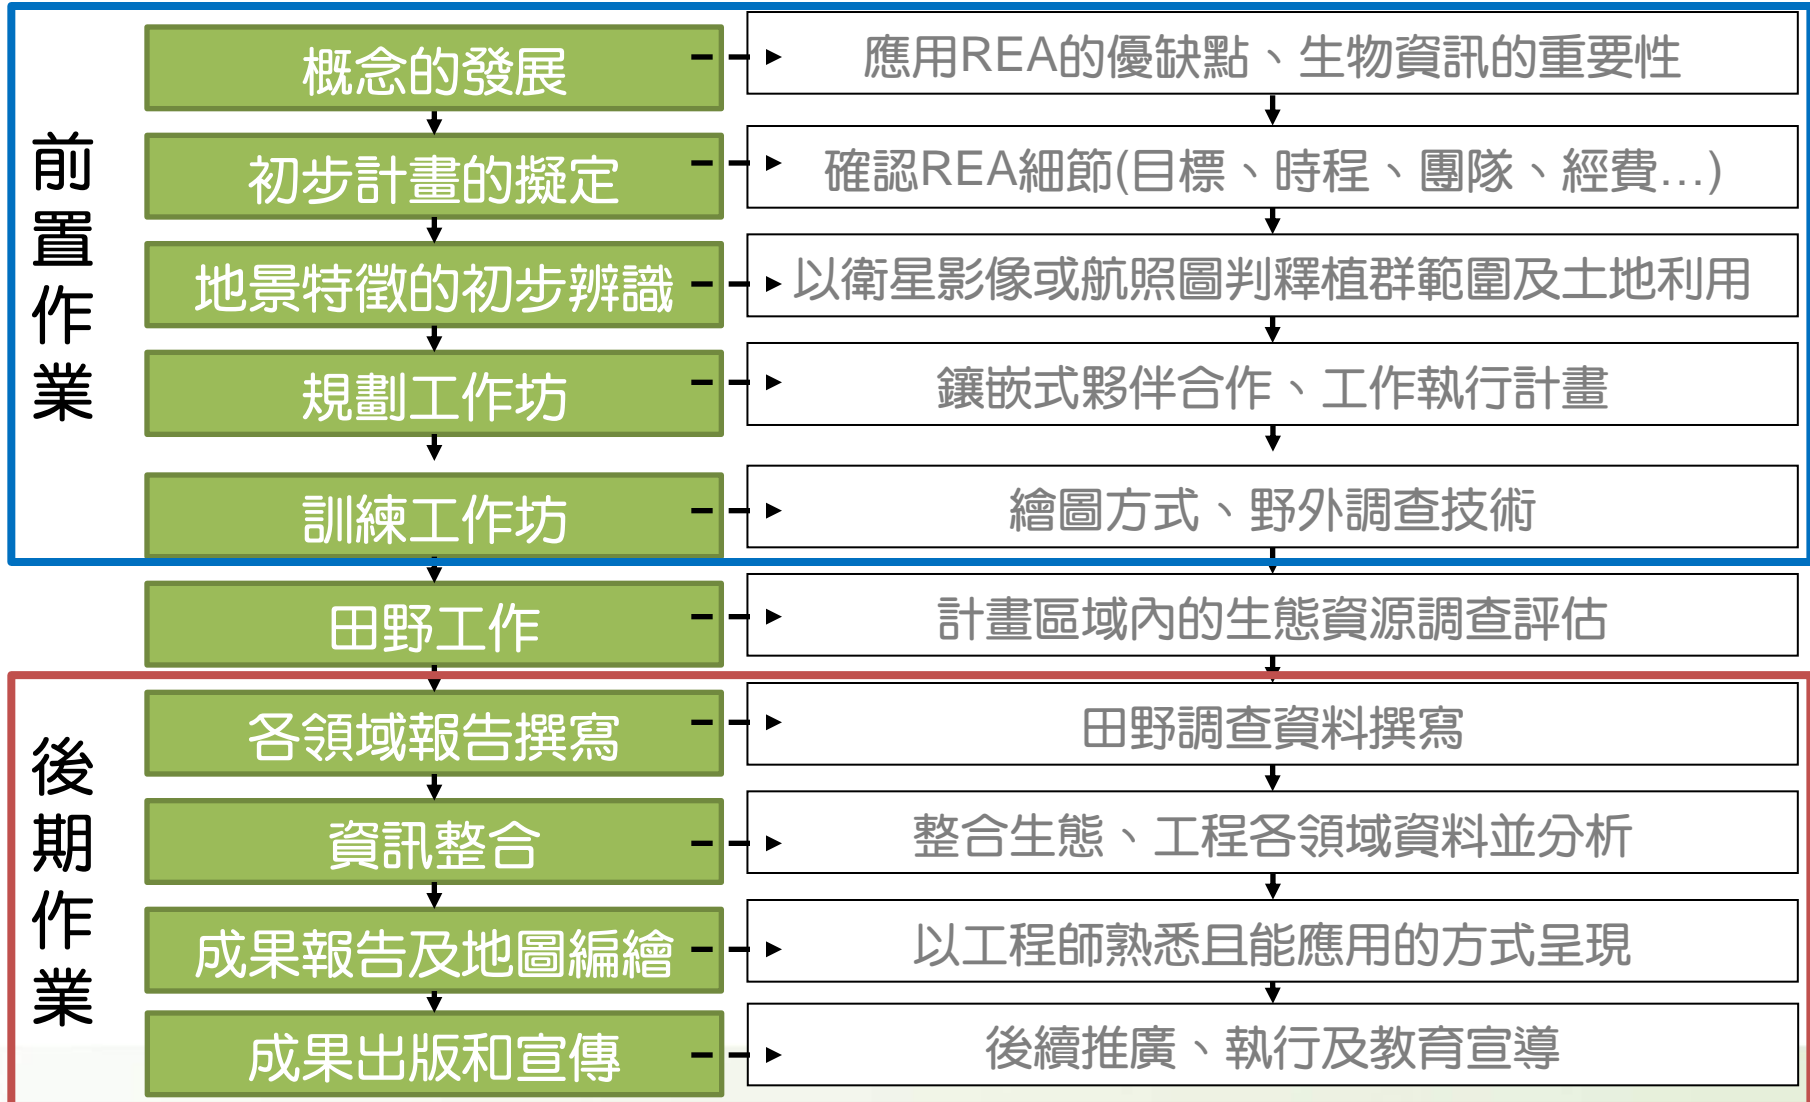 前置作業
概念的發展
應用REA的優缺點、生物資訊的重要性
初步計畫的擬定
確認REA細節(目標、時程、團隊、經費...)
地景特徵的初步辨識
以衛星影像或航照圖判釋植群範圍及土地利用
規劃工作坊
鑲嵌式夥伴合作、工作執行計畫
訓練工作坊
繪圖方式、野外調查技術
田野工作
計畫區域內的生態資源調查評估
後期作業
各領域報告撰寫
田野調查資料撰寫
資訊整合
整合生態、工程各領域資料並分析
成果報告及地圖編繪
以工程師熟悉且能應用的方式呈現
成果出版和宣傳
後續推廣、執行及教育宣導